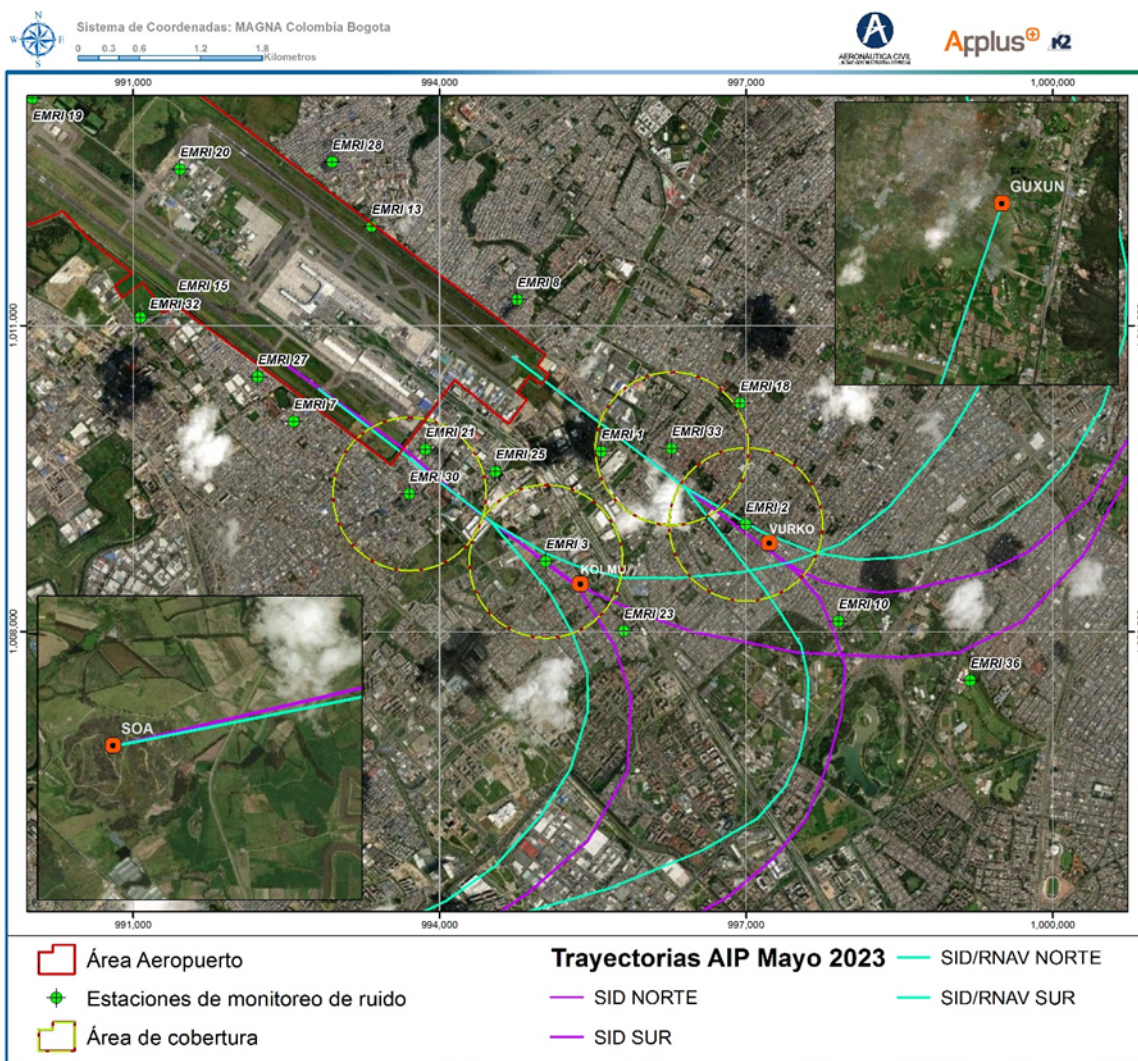 Sistema de Coordenadas: MAGNA Colombia Bogota
N
W E
S
0 0.3 0.6 1.2 1.8
Kilometros
AERONÁUTICA CIVIL
Applus+ K2
991,000 994,000 997,000 1,000,000
EMRI 19
EMRI 20
EMRI 28
EMRI 13
GUXUN
EMRI 8
EMRI 15
EMRI 32
1,011,000
EMRI 27
EMRI 7
EMRI 18
EMRI 21
EMRI 1
EMRI 33
EMRI 25
EMRI 30
EMRI 2
VURKO
EMRI 3
KOLMU
EMRI 23
EMRI 10
1,008,000
EMRI 36
SOA
991,000 994,000 997,000 1,000,000
Área Aeropuerto
Estaciones de monitoreo de ruido
Área de cobertura
Trayectorias AIP Mayo 2023
SID NORTE
SID SUR
SID/RNAV NORTE
SID/RNAV SUR